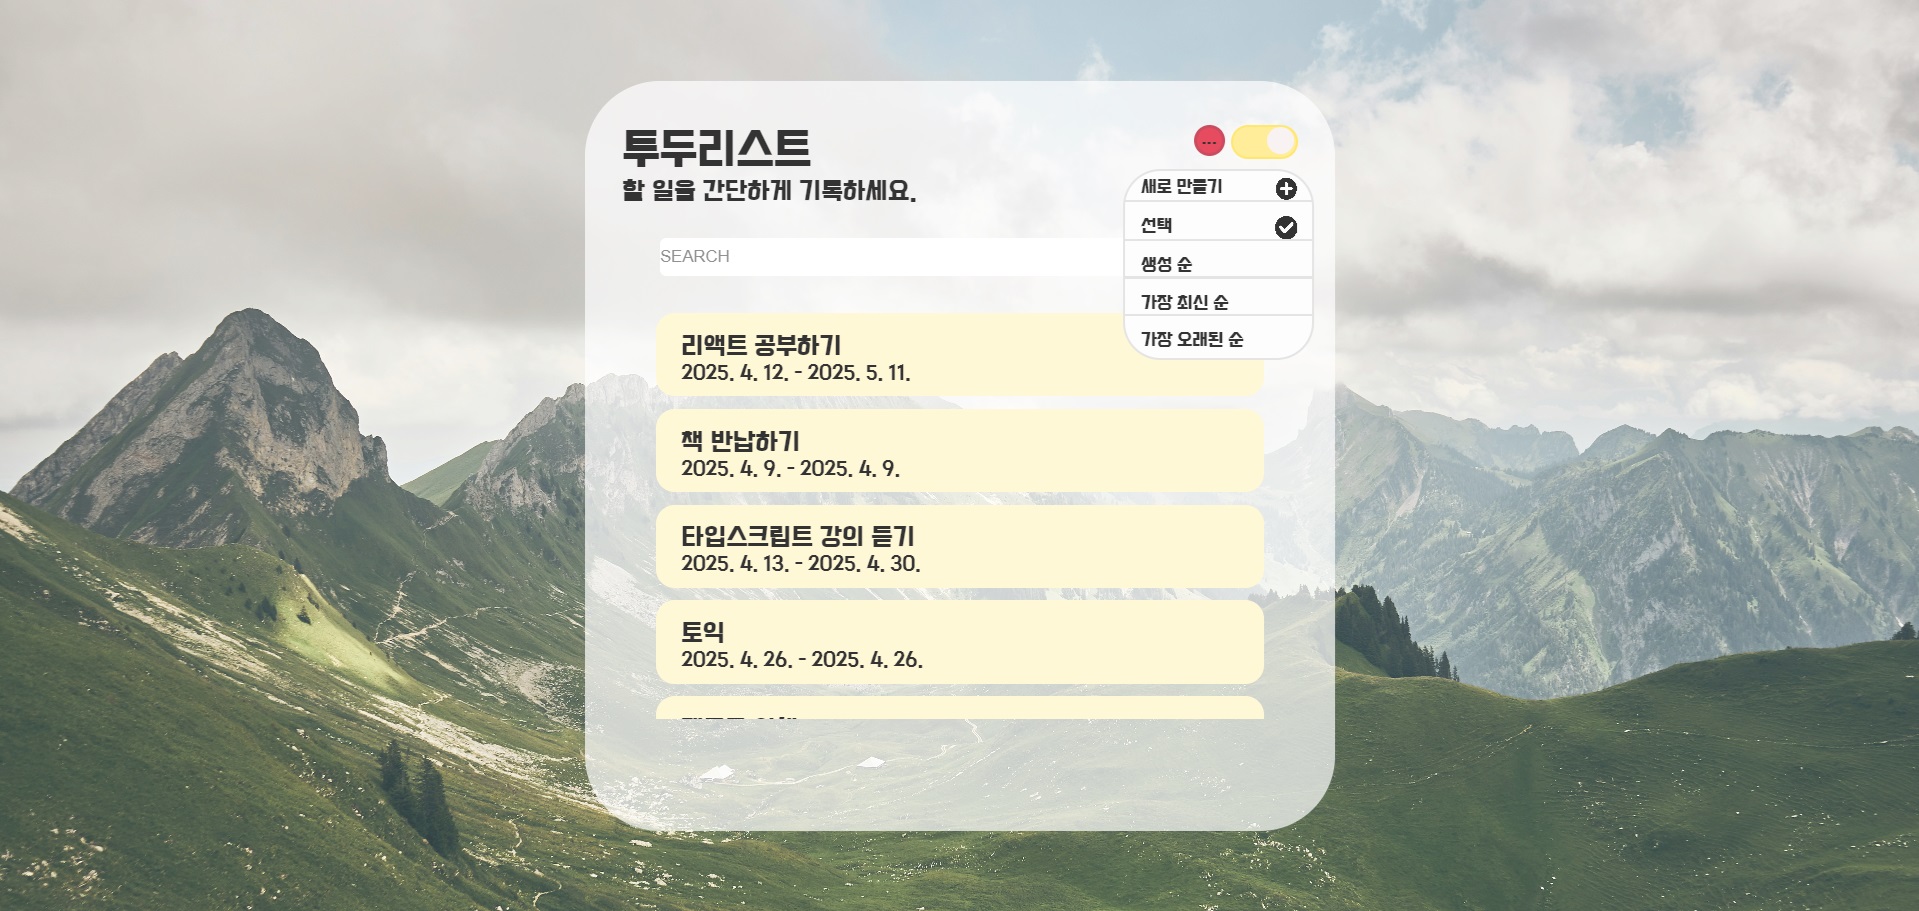 투두리스트
할 일을 간단하게 기록하세요.
...
새로 만들기
선택
생성 순
가장 최신 순
가장 오래된 순
SEARCH
리액트 공부하기
2025. 4. 12. - 2025. 5. 11.
책 반납하기
2025. 4. 9. - 2025. 4. 9.
타입스크립트 강의 듣기
2025. 4. 13. - 2025. 4. 30.
토익
2025. 4. 26. - 2025. 4. 26.